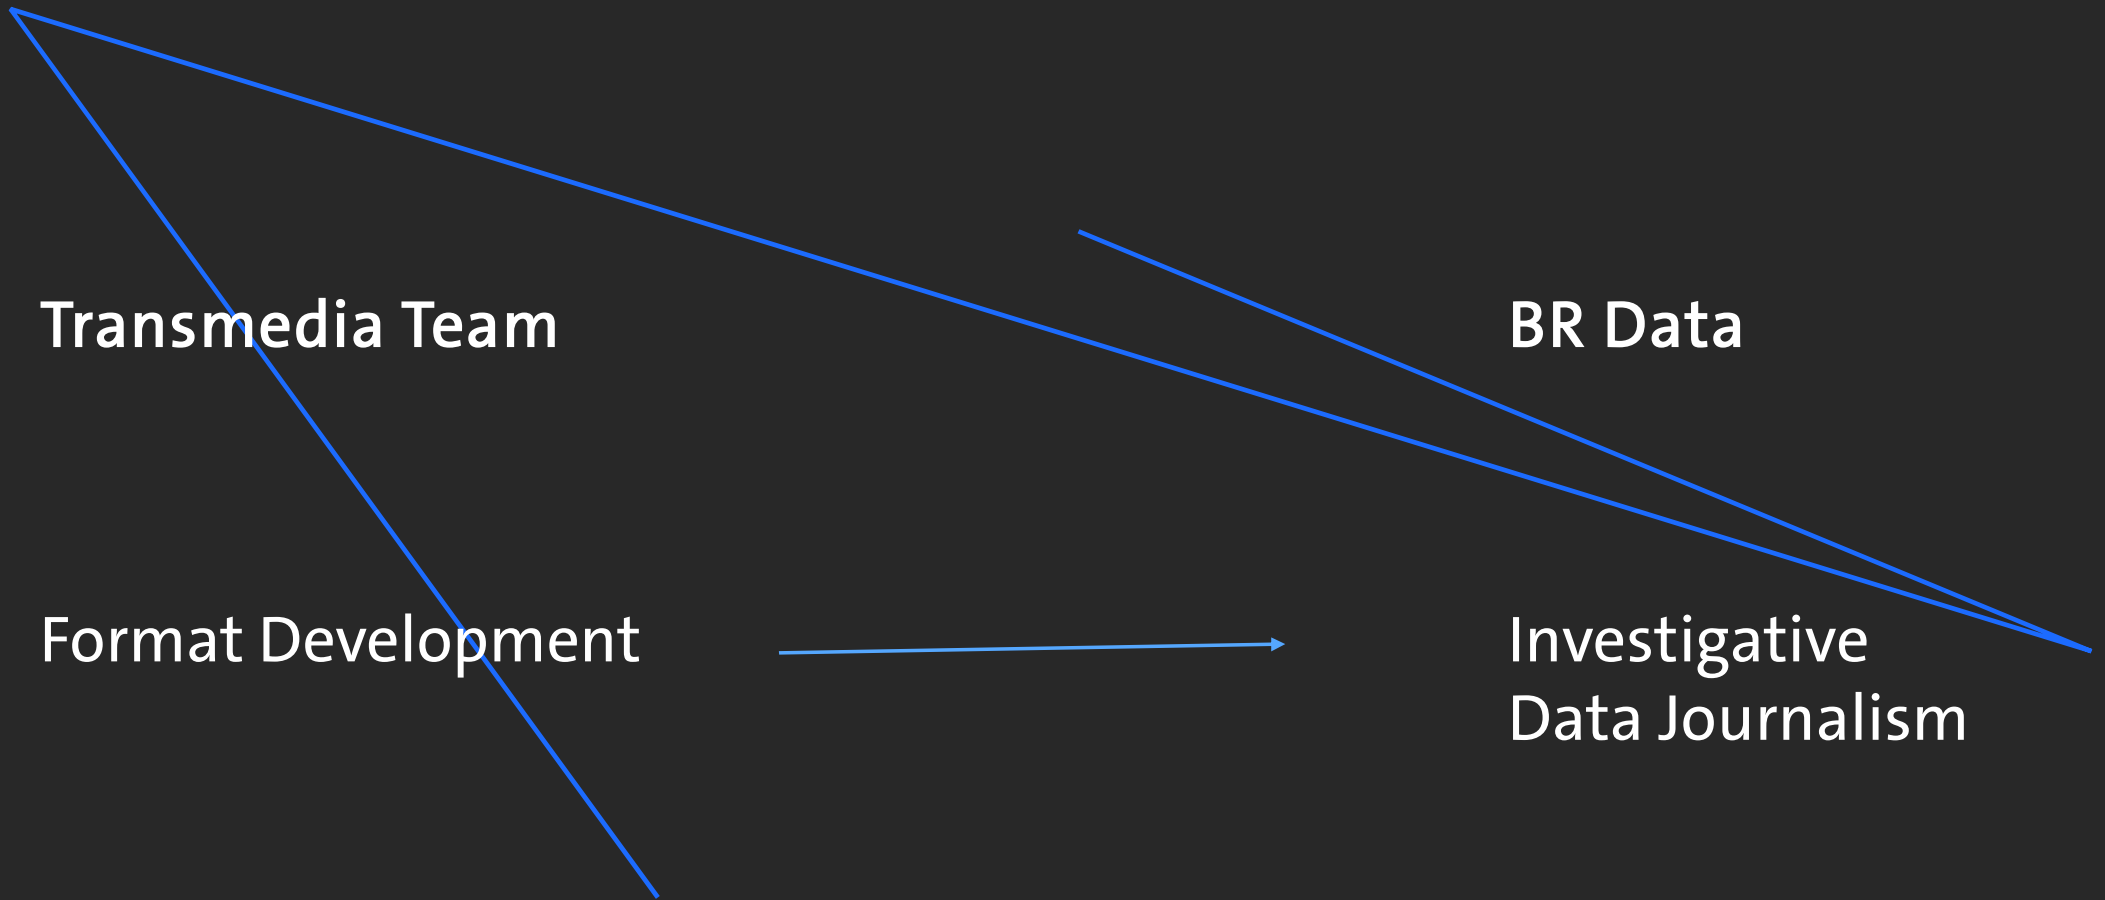 Transmedia Team
BR Data
Format Development
Investigative
Data Journalism